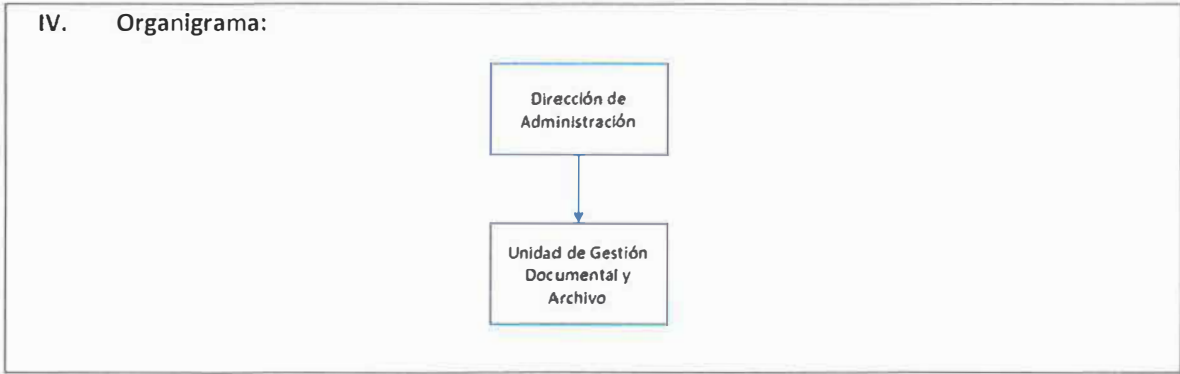 IV. Organigrama:
Dirección de
Administración
Unidad de Gestión
Documental y
Archivo